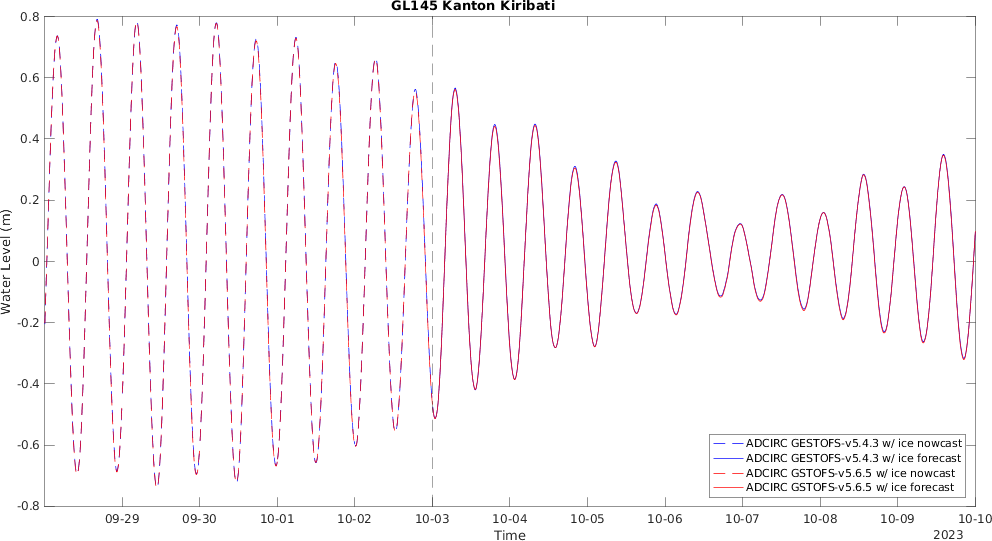 GL145 Kanton Kiribati
0.8
0.6
0.4
0.2
0
-0.2
-0.4
-0.6
-0.8
Water Level (m)
ADCIRC GESTOFS-v5.4.3 w/ ice nowcast
ADCIRC GESTOFS-v5.4.3 w/ ice forecast
ADCIRC GSTOFS-v5.6.5 w/ ice nowcast
ADCIRC GSTOFS-v5.6.5 w/ ice forecast
09-29 09-30 10-01 10-02 10-03 10-04 10-05 10-06 10-07 10-08 10-09 10-10
Time
2023